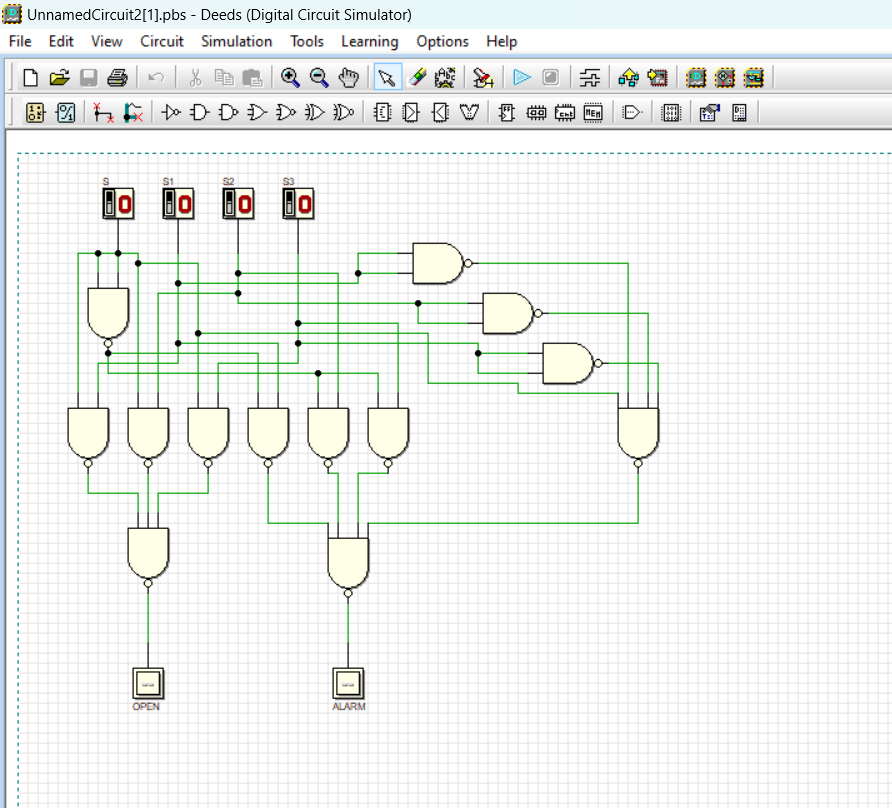 UnnamedCircuit2[1].pbs - Deeds (Digital Circuit Simulator)
File Edit View Circuit Simulation Tools Learning Options Help
S S1 S2 S3
0 0 0 0
OPEN ALARM